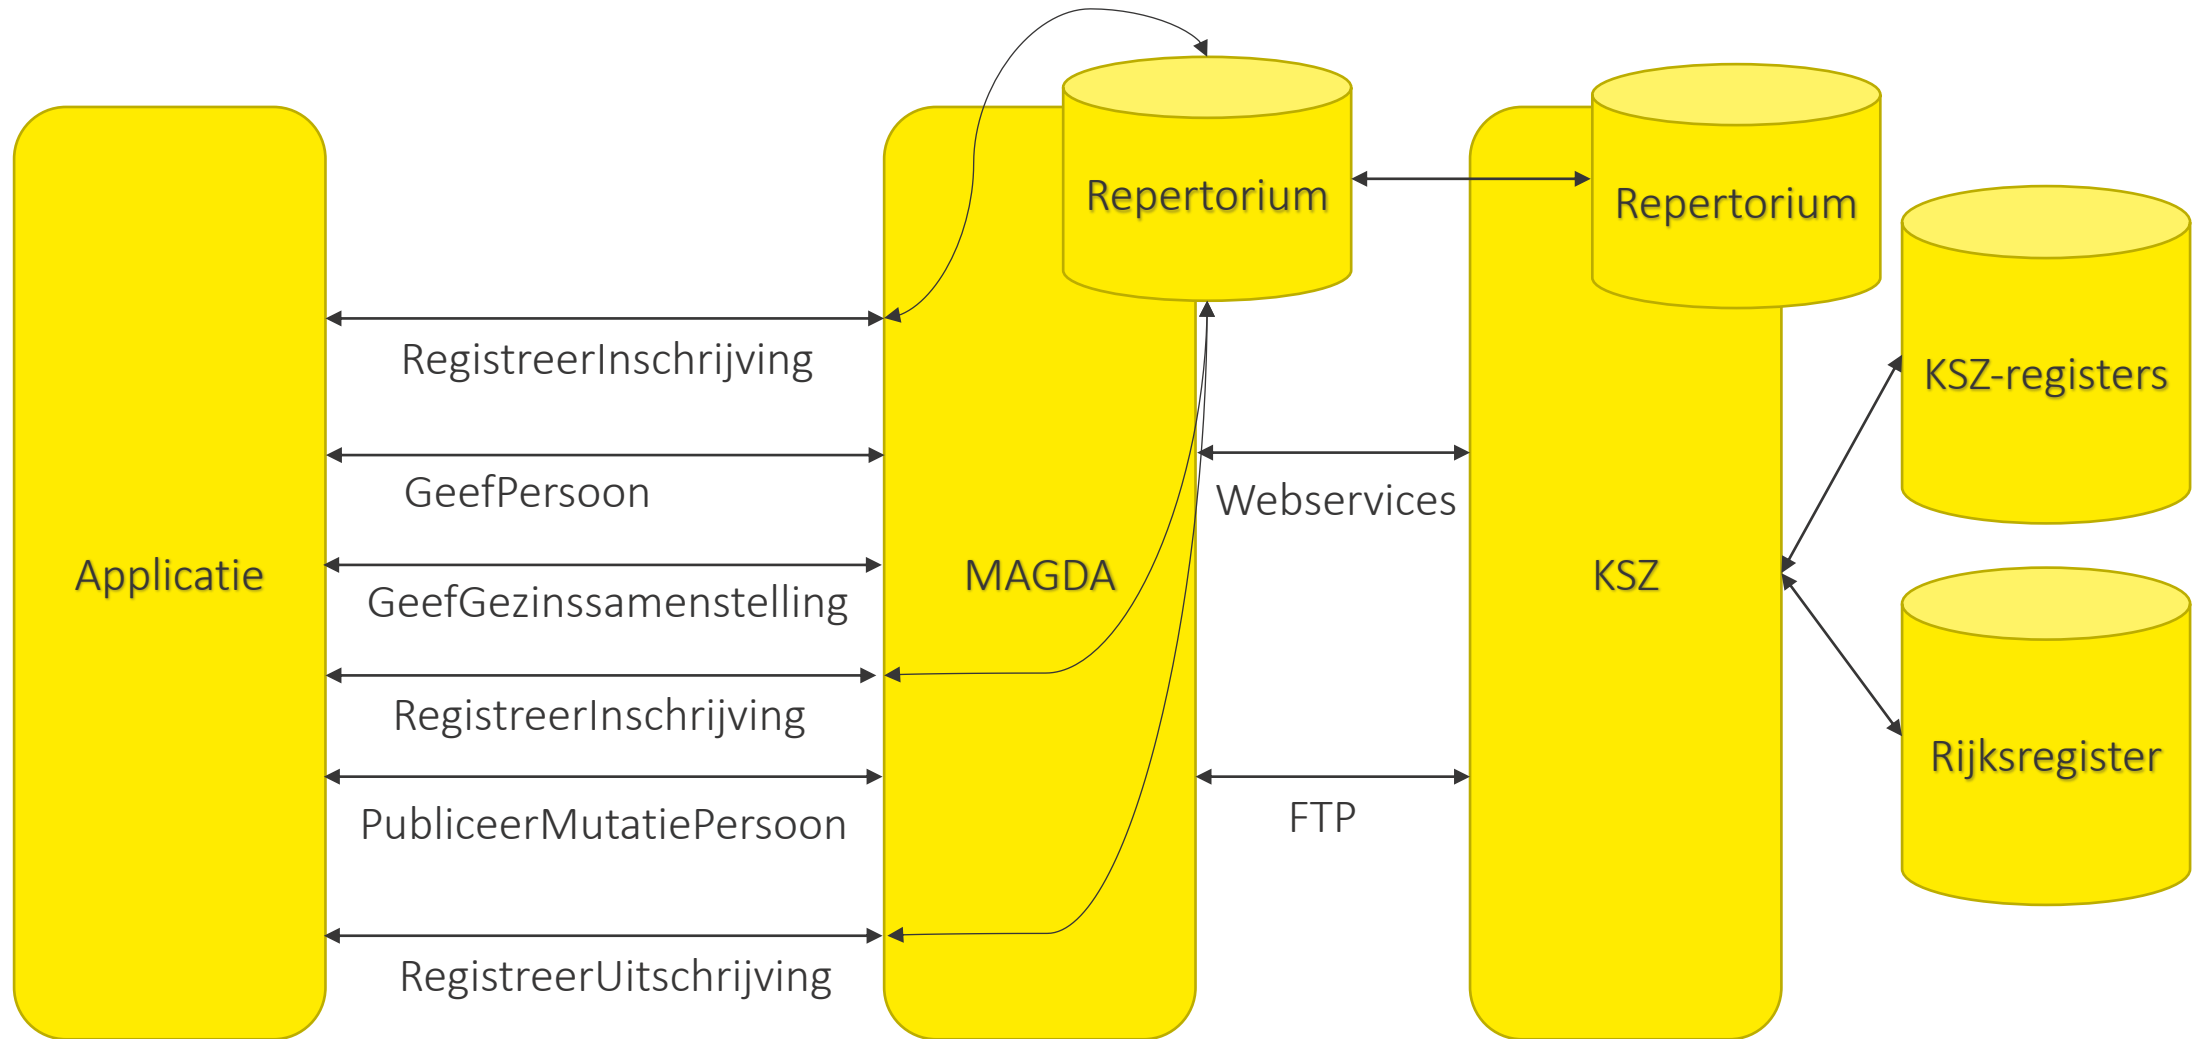 Repertorium
Repertorium
RegistreerInschrijving
KSZ-registers
GeefPersoon
Webservices
Applicatie
MAGDA
KSZ
GeefGezinssamenstelling
RegistreerInschrijving
Rijksregister
PubliceerMutatiePersoon
FTP
RegistreerUitschrijving